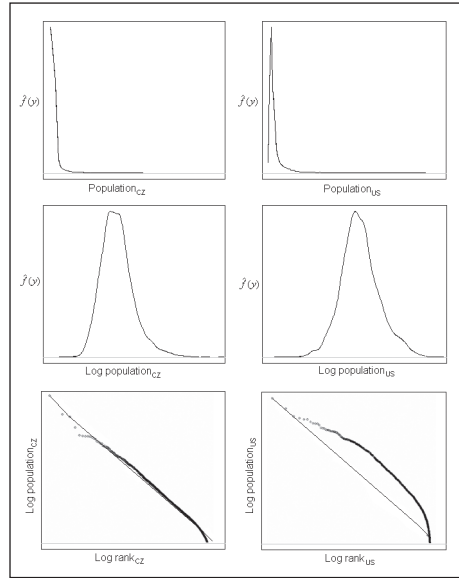 f̂(y)
Population_CZ
f̂(y)
Population_US
f̂(y)
Log population_CZ
f̂(y)
Log population_US
Log population_CZ
Log rank_CZ
Log population_US
Log rank_US